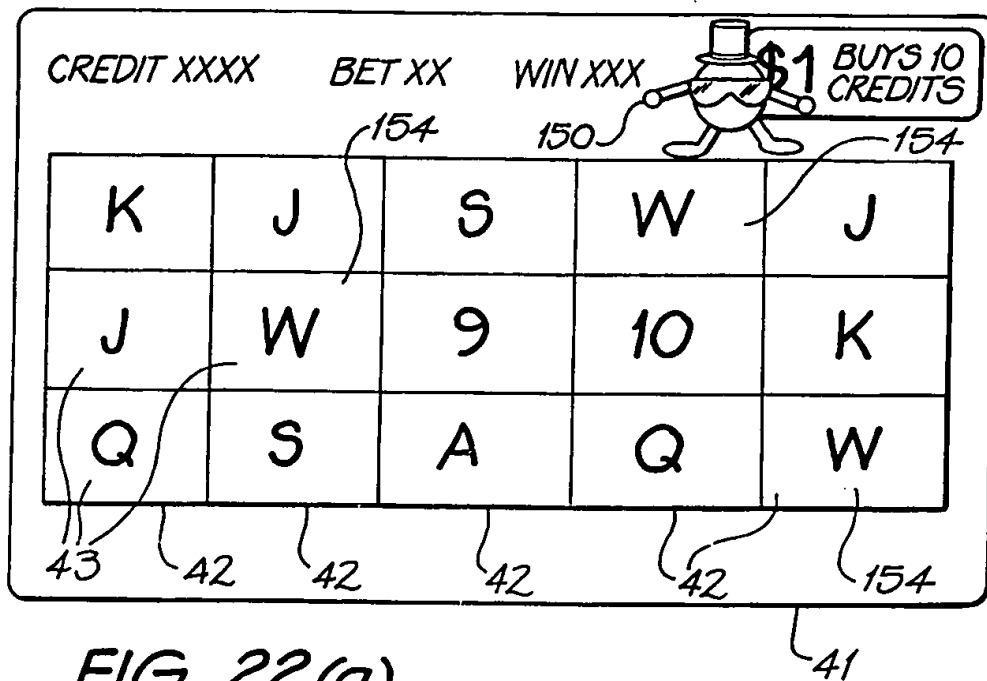 CREDIT XXXX BET XX WIN XXX $1 BUYS 10
CREDITS
154
150
154
K J S W J
J W 9 10 K
Q S A Q W
43 42 42 42 42 154
41
FIG. 22(a)